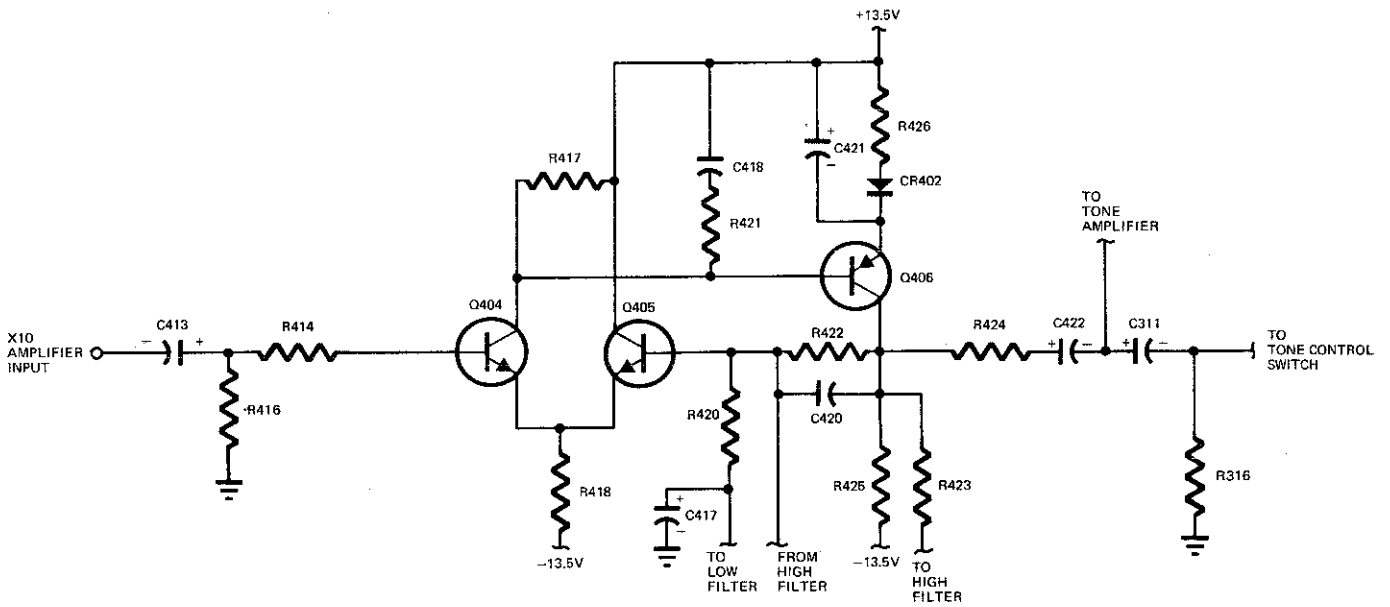 +13.5V
R426
R417
C418
C421
CR402
R421
TO
TONE
AMPLIFIER
Q406
Q404
Q405
X10
AMPLIFIER
INPUT
C413
R414
R422
R424
C422
C311
TO
TONE CONTROL
SWITCH
R416
R420
C420
R418
C417
R425
R423
R316
-13.5V
TO
LOW
FILTER
FROM
HIGH
FILTER
-13.5V
TO
HIGH
FILTER